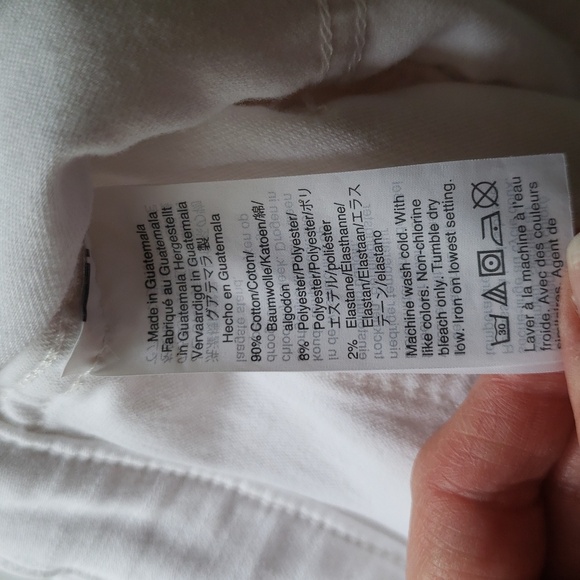 Made in Guatemala
Fabriqué au Guatemala
In Guatemala Hergestellt
Vervaardigd in Guatemala
グアテマラ 製
Hecho en Guatemala
90% Cotton/Coton/
Baumwolle/Katoen/綿/
algodón
8% Polyester/Polyester/
Polyester/Polyester/ポリ
エステル/poliéster
2% Elastane/Elasthanne/
Elastan/Elastaan/エラス
テーン/elastano
Machine wash cold. With
like colors. Non-chlorine
bleach only. Tumble dry
low. Iron on lowest setting.
30
Laver à la machine à l'eau
froide. Avec des couleurs
similaires. Agent de